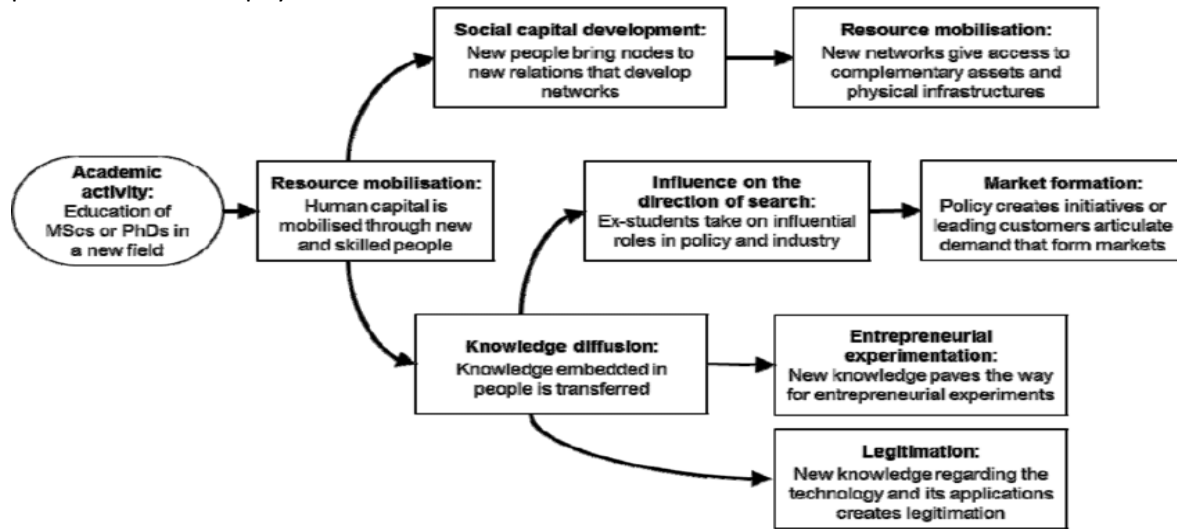 Social capital development:
New people bring nodes to
new relations that develop
networks
Resource mobilisation:
New networks give access to
complementary assets and
physical infrastructures
Academic
activity:
Education of
MScs or PhDs in
a new field
Resource mobilisation:
Human capital is
mobilised through new
and skilled people
Influence on the
direction of search:
Ex-students take on influential
roles in policy and industry
Market formation:
Policy creates initiatives or
leading customers articulate
demand that form markets
Knowledge diffusion:
Knowledge embedded in
people is transferred
Entrepreneurial
experimentation:
New knowledge paves the way
for entrepreneurial experiments
Legitimation:
New knowledge regarding the
technology and its applications
creates legitimation